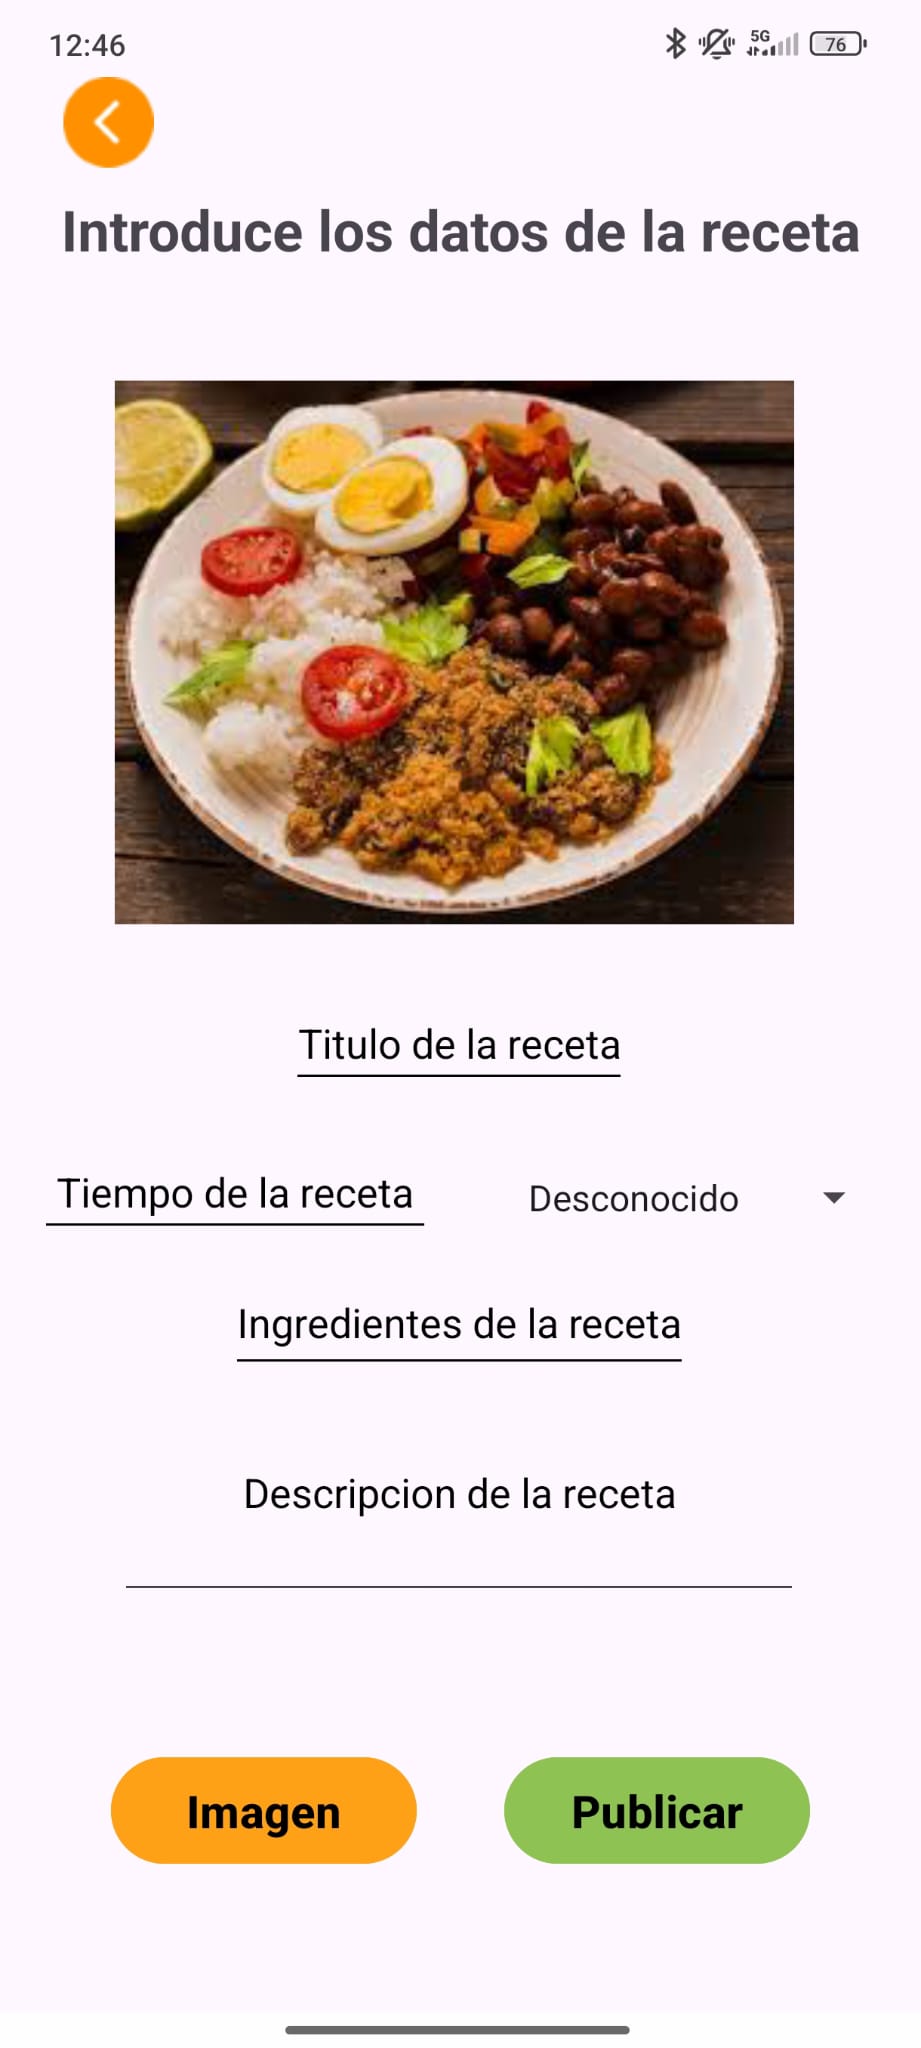 12:46
5G
76
Introduce los datos de la receta
Titulo de la receta
Tiempo de la receta
Desconocido
Ingredientes de la receta
Descripcion de la receta
Imagen
Publicar